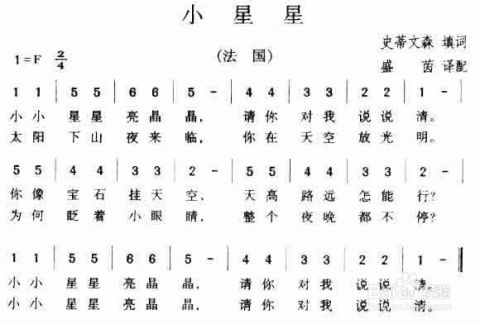 小 星 星
1=F 2/4
（法 国）
史蒂文森 填词
盛 茵 译配
1 1 | 5 5 | 6 6 | 5 - | 4 4 | 3 3 | 2 2 | 1 - |
小 小 星 星 亮 晶 晶， 请 你 对 我 说 说 清。
太 阳 下 山 夜 来 临， 你 在 天 空 放 光 明。
5 5 | 4 4 | 3 3 | 2 - | 5 5 | 4 4 | 3 3 | 2 - |
你 像 宝 石 挂 天 空， 天 高 路 远 怎 能 行？
为 何 眨 着 小 眼 睛， 整 个 夜 晚 都 不 停？
1 1 | 5 5 | 6 6 | 5 - | 4 4 | 3 3 | 2 2 | 1 - ‖
小 小 星 星 亮 晶 晶， 请 你 对 我 说 说 清。
小 小 星 星 亮 晶 晶， 请 你 对 我 说 说 清。